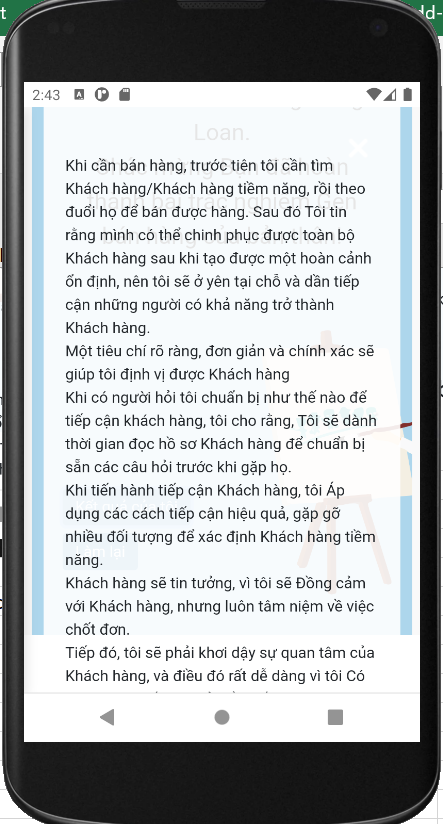 t
dd-
2:43
Loan.
Khi cần bán hàng, trước tiên tôi cần tìm
Khách hàng/Khách hàng tiềm năng, rồi theo
đuổi họ để bán được hàng. Sau đó Tôi tin
rằng mình có thể chinh phục được toàn bộ
Khách hàng sau khi tạo được một hoàn cảnh
ổn định, nên tôi sẽ ở yên tại chỗ và dần tiếp
cận những người có khả năng trở thành
Khách hàng.
Một tiêu chí rõ ràng, đơn giản và chính xác sẽ
giúp tôi định vị được Khách hàng
Khi có người hỏi tôi chuẩn bị như thế nào để
tiếp cận khách hàng, tôi cho rằng, Tôi sẽ dành
thời gian đọc hồ sơ Khách hàng để chuẩn bị
sẵn các câu hỏi trước khi gặp họ.
Khi tiến hành tiếp cận Khách hàng, tôi Áp
dụng các cách tiếp cận hiệu quả, gặp gỡ
nhiều đối tượng để xác định Khách hàng tiềm
năng.
Làm lại
Khách hàng sẽ tin tưởng, vì tôi sẽ Đồng cảm
với Khách hàng, nhưng luôn tâm niệm về việc
chốt đơn.
Tiếp đó, tôi sẽ phải khơi dậy sự quan tâm của
Khách hàng, và điều đó rất dễ dàng vì tôi Có